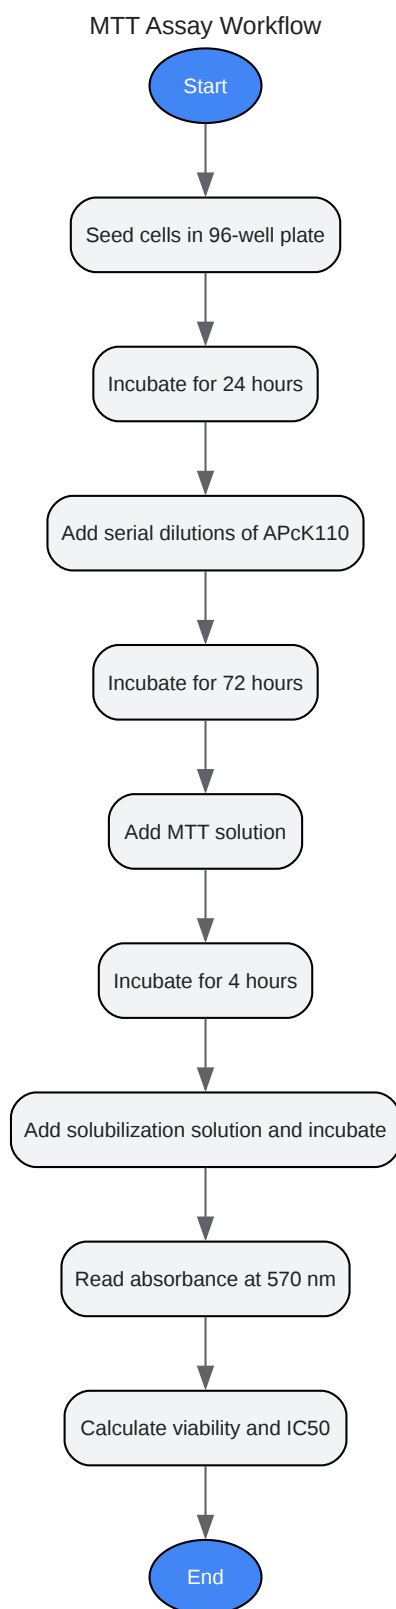 MTT Assay Workflow
Start
Seed cells in 96-well plate
Incubate for 24 hours
Add serial dilutions of APcK110
Incubate for 72 hours
Add MTT solution
Incubate for 4 hours
Add solubilization solution and incubate
Read absorbance at 570 nm
Calculate viability and IC50
End